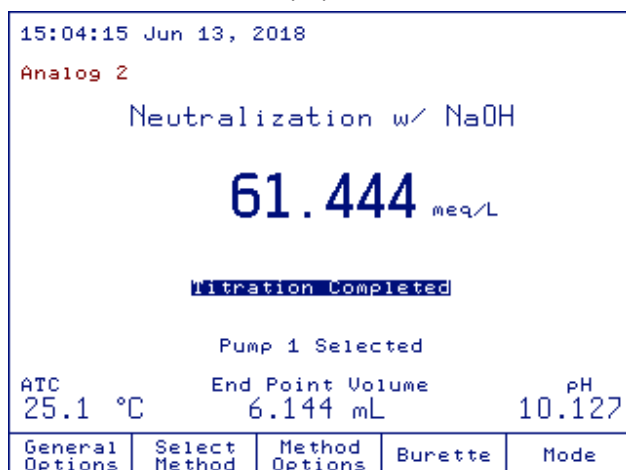 15:04:15 Jun 13, 2018
Analog 2
Neutralization w/ NaOH
61.444 meq/L
Titration Completed
Pump 1 Selected
ATC End Point Volume pH
25.1 °C 6.144 mL 10.127
General Select Method Burette Mode
Options Method Options